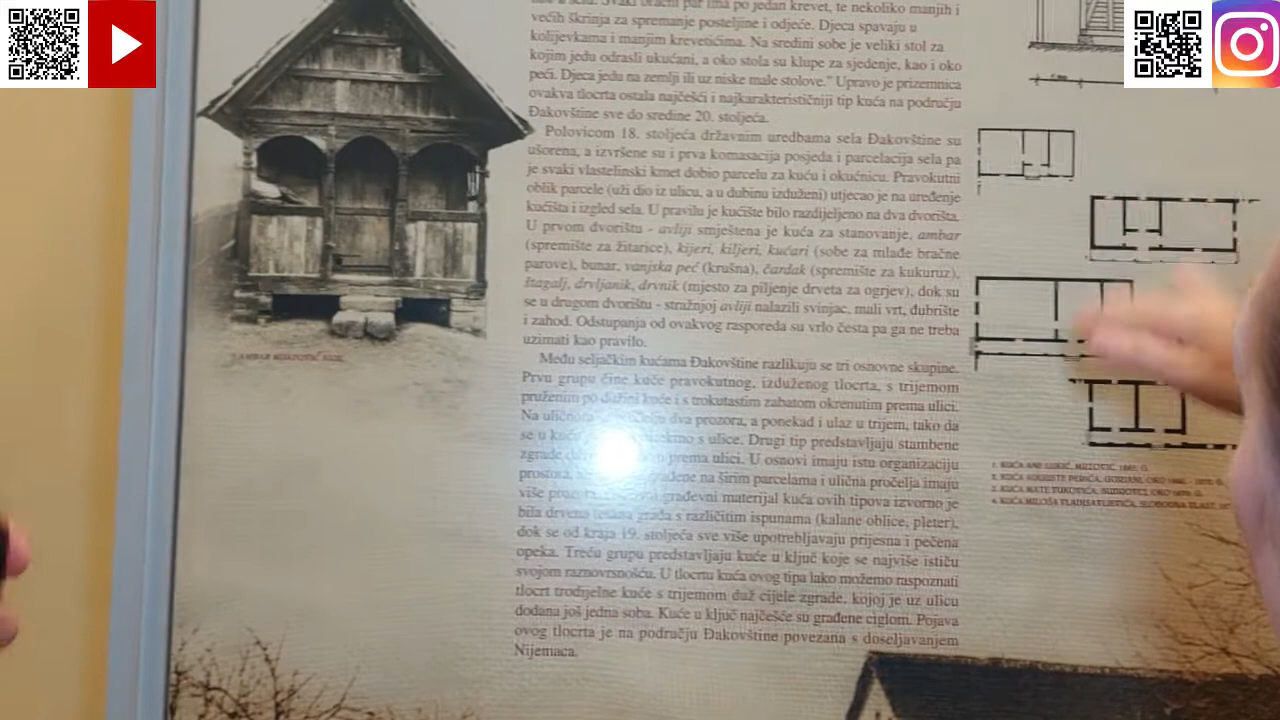 po jedan krevet, te nekoliko manjih i
većih škrinja za spremanje posteljine i odjeće. Djeca spavaju u
kolijevkama i manjim krevetićima. Na sredini sobe je veliki stol za
kojim jedu odrasli ukućani, a oko stola su klupe za sjedenje, kao i oko
peći. Djeca jedu na zemlji ili uz niske male stolove." Upravo je prizemnica
ovakva tlocrta ostala najčešći i najkarakterističniji tip kuća na području
Đakovštine sve do sredine 20. stoljeća.
Polovicom 18. stoljeća državnim uredbama sela Đakovštine su
ušorena, a izvršene su i prva komasacija posjeda i parcelacija sela pa
je svaki vlastelinski kmet dobio parcelu za kuću i okućnicu. Pravokutni
oblik parcele (uži dio iz ulicu, a u dubinu izduženi) utjecao je na uređenje
kućišta i izgled sela. U pravilu je kućište bilo razdijeljeno na dva dvorišta.
U prvom dvorištu - avliji smještena je kuća za stanovanje, ambar
(spremište za žitarice), kijeri, kiljeri, kućari (sobe za mlade bračne
parove), bunar, vanjska peć (krušna), čardak (spremište za kukuruz),
štagalj, drvljanik, drvnik (mjesto za piljenje drveta za ogrjev), dok su
se u drugom dvorištu - stražnjoj avliji nalazili svinjac, mali vrt, đubrište
i zahod. Odstupanja od ovakvog rasporeda su vrlo česta pa ga ne treba
uzimati kao pravilo.
Među seljačkim kućama Đakovštine razlikuju se tri osnovne skupine.
Prvu grupu čine kuće pravokutnog, izduženog tlocrta, s trijemom
pruženim po dužini kuće i s trokutastim zabatom okrenutim prema ulici.
Na dva prozora, a ponekad i ulaz u trijem, tako da
se u kuću s ulice. Drugi tip predstavljaju stambene
zgrade prema ulici. U osnovi imaju istu organizaciju
prostora, na širim parcelama i ulična pročelja imaju
više građevni materijal kuća ovih tipova izvorno je
bila drvena tesana građa s različitim ispunama (kalane oblice, pleter),
dok se od kraja 19. stoljeća sve više upotrebljavaju prijesna i pečena
opeka. Treću grupu predstavljaju kuće u ključ koje se najviše ističu
svojom raznovrsnošću. U tlocrtu kuća ovog tipa lako možemo raspoznati
tlocrt trodijelne kuće s trijemom duž cijele zgrade, kojoj je uz ulicu
dodana još jedna soba. Kuće u ključ najčešće su građene ciglom. Pojava
ovog tlocrta je na području Đakovštine povezana s doseljavanjem
Nijemaca.